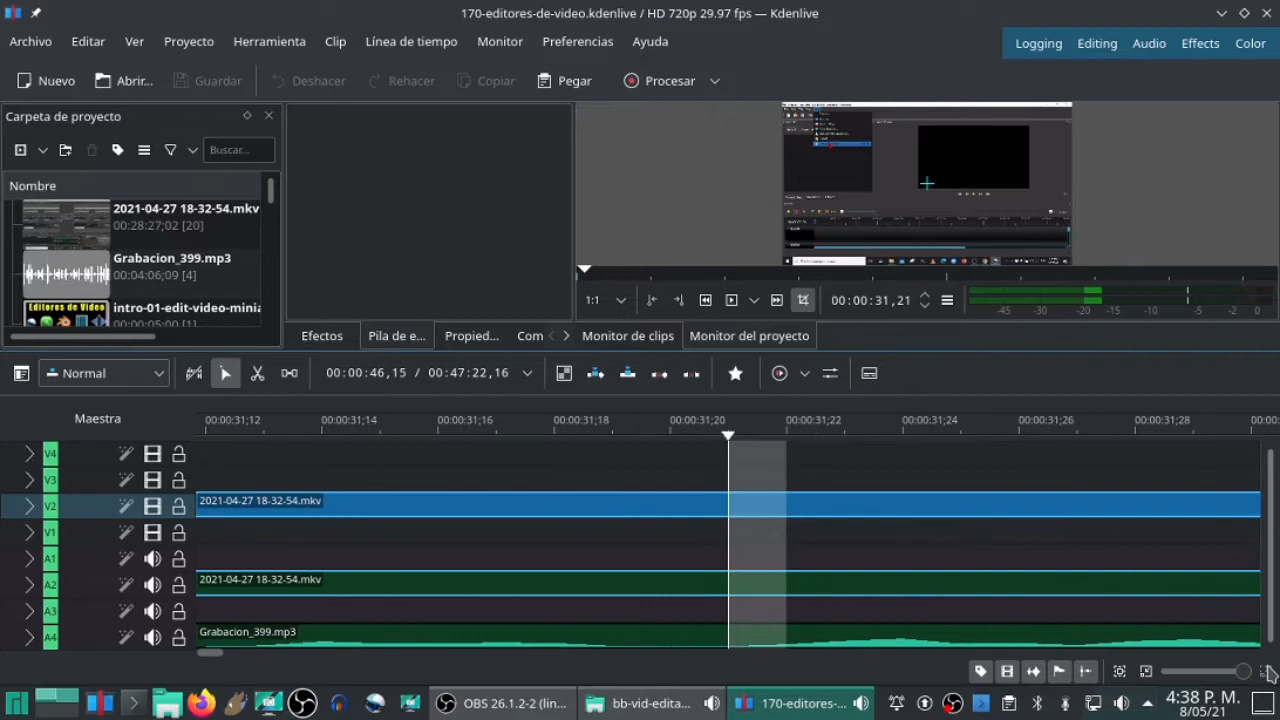 170-editores-de-video.kdenlive / HD 720p 29.97 fps — Kdenlive
Archivo Editar Ver Proyecto Herramienta Clip Línea de tiempo Monitor Preferencias Ayuda
Logging Editing Audio Effects Color
Nuevo Abrir... Guardar Deshacer Rehacer Copiar Pegar Procesar
Carpeta de proyecto
Buscar...
Nombre
2021-04-27 18-32-54.mkv
Grabacion_399.mp3
00:04:06;09 [4]
Editores de Video
intro-01-edit-video-minia
00:00:05:00 [1]
1:1 00:00:31,21
-45 -30 -20 -15 -10 -5 -2 0
Efectos Pila de e... Propied... Com Monitor de clips Monitor del proyecto
Normal 00:00:46,15 / 00:47:22,16
Maestra
00:00:31;12 00:00:31;14 00:00:31;16 00:00:31;18 00:00:31;20 00:00:31;22 00:00:31;24 00:00:31;26 00:00:31;28 00:00
V4
V3
V2 2021-04-27 18-32-54.mkv
V1
A1
A2 2021-04-27 18-32-54.mkv
A3
A4 Grabacion_399.mp3
OBS 26.1.2-2 (lin... bb-vid-edita... 170-editores-... 4:38 P. M.
8/05/21